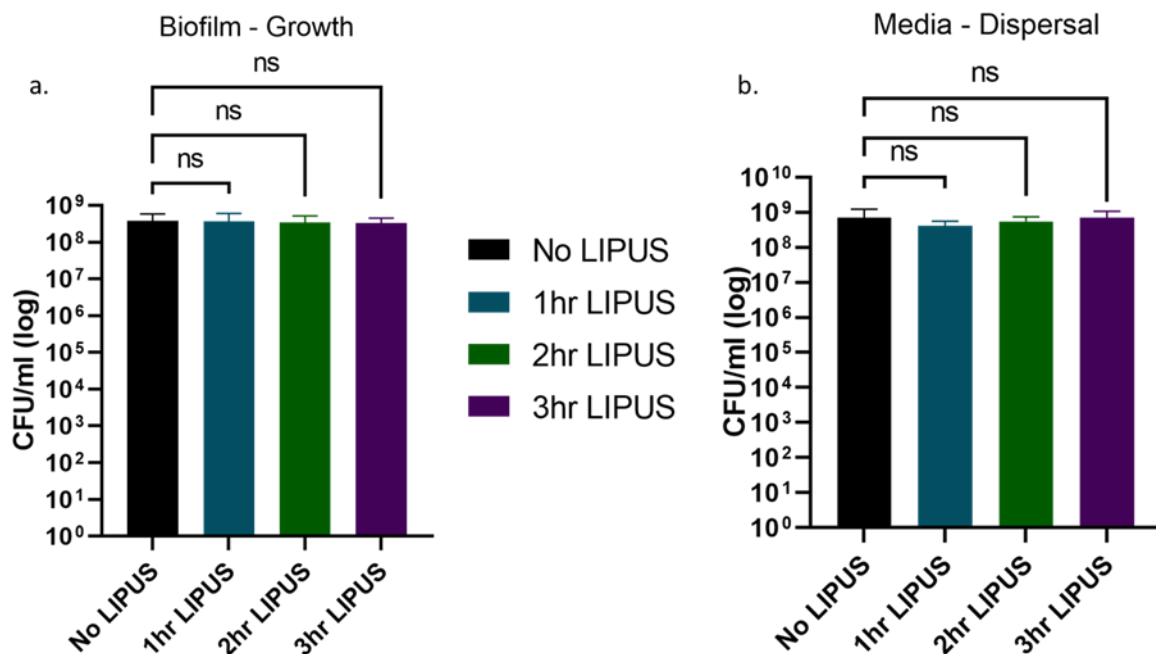 Biofilm - Growth
a.
ns
ns
ns
CFU/ml (log)
10⁹
10⁸
10⁷
10⁶
10⁵
10⁴
10³
10²
10¹
10⁰
No LIPUS
1hr LIPUS
2hr LIPUS
3hr LIPUS
No LIPUS
1hr LIPUS
2hr LIPUS
3hr LIPUS
Media - Dispersal
b.
ns
ns
ns
CFU/ml (log)
10¹⁰
10⁹
10⁸
10⁷
10⁶
10⁵
10⁴
10³
10²
10¹
10⁰
No LIPUS
1hr LIPUS
2hr LIPUS
3hr LIPUS